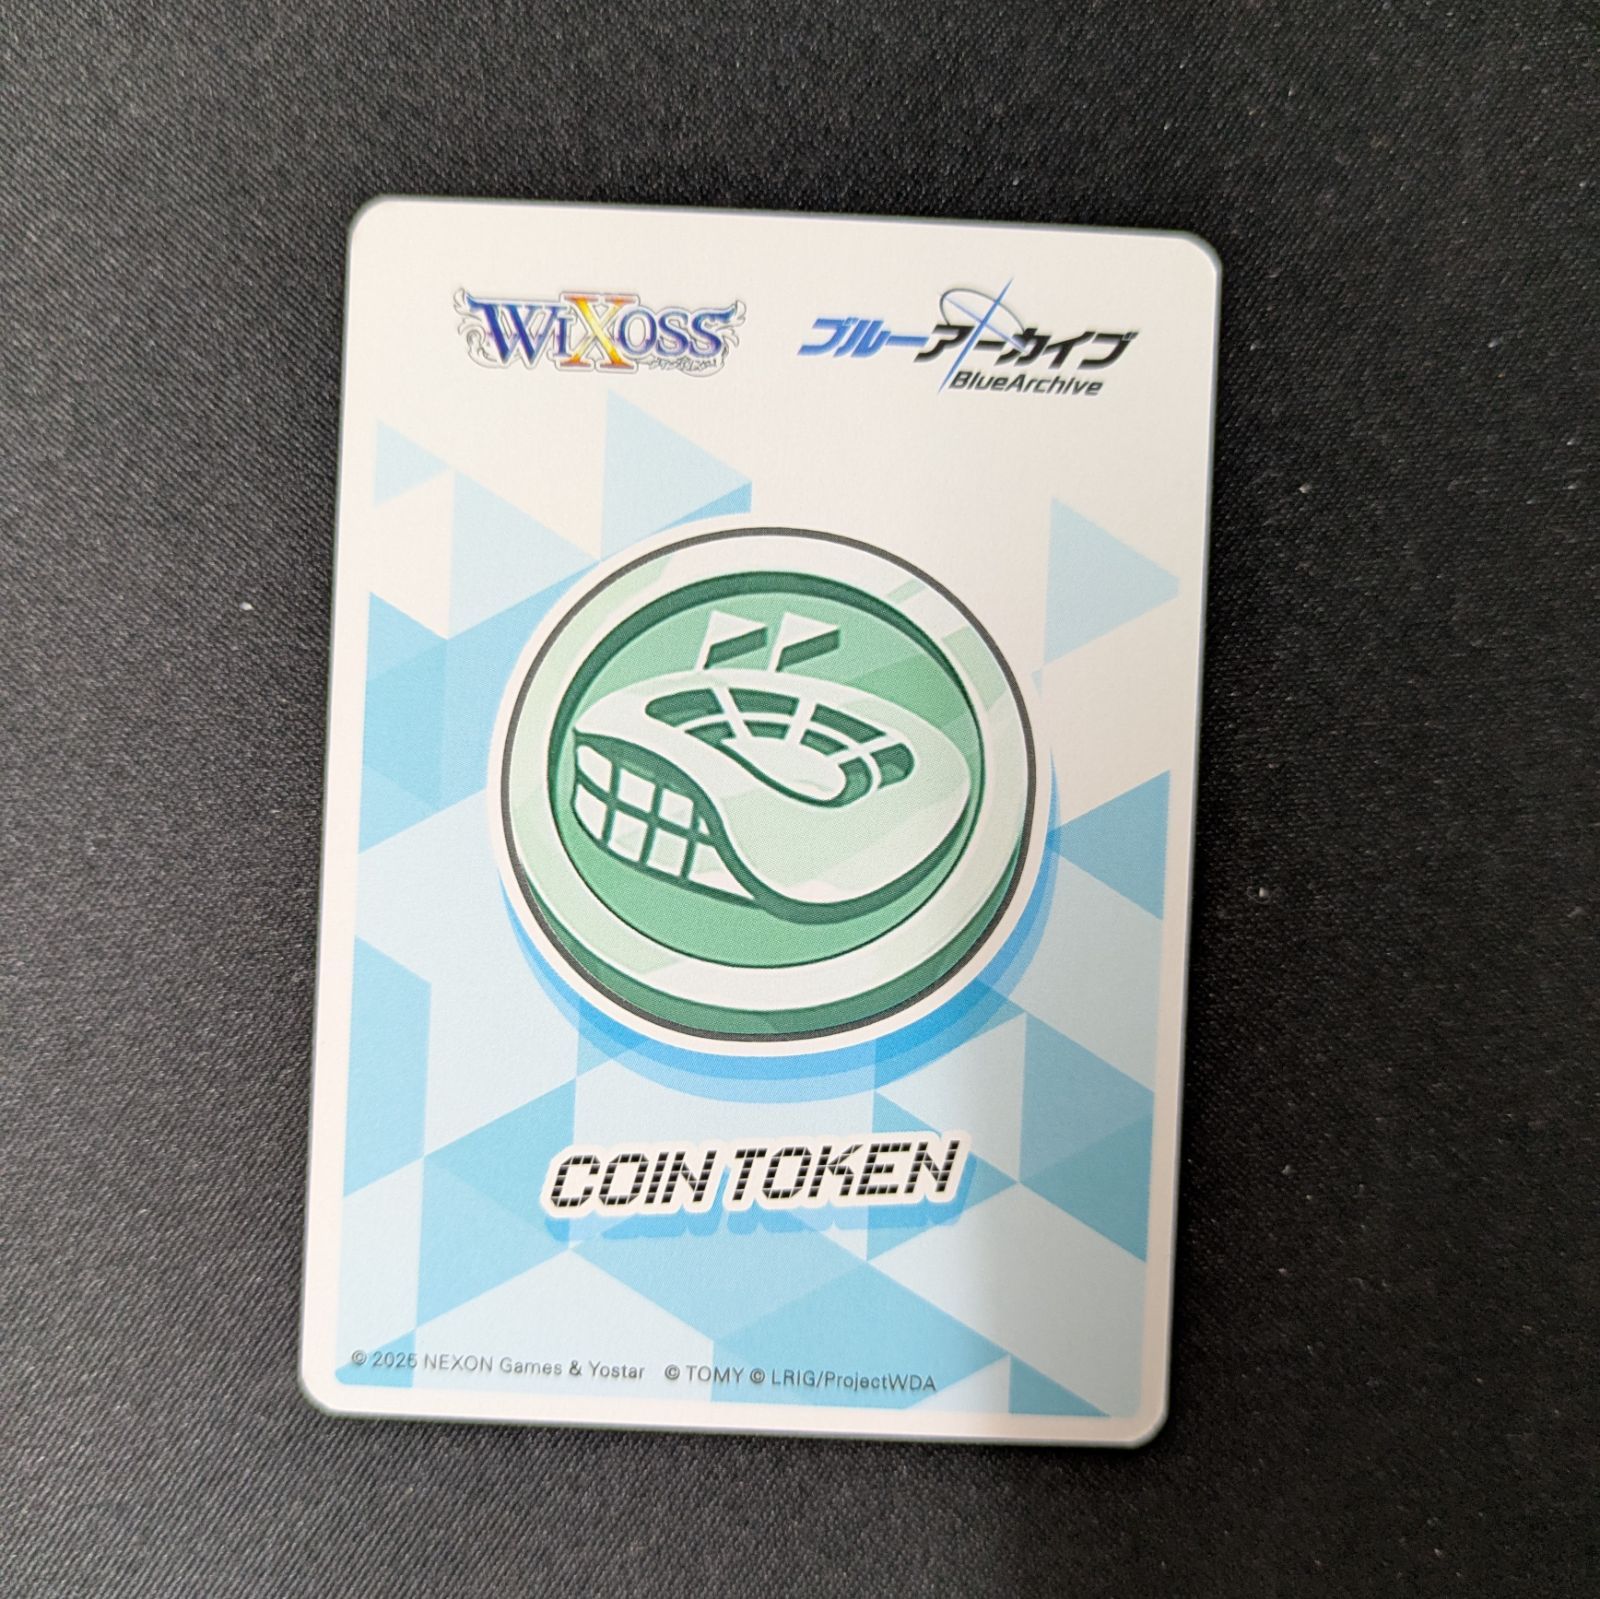 WIXOSS
ブルーアーカイブ
BlueArchive
COIN TOKEN
© 2025 NEXON Games & Yostar © TOMY © LRIG/ProjectWDA